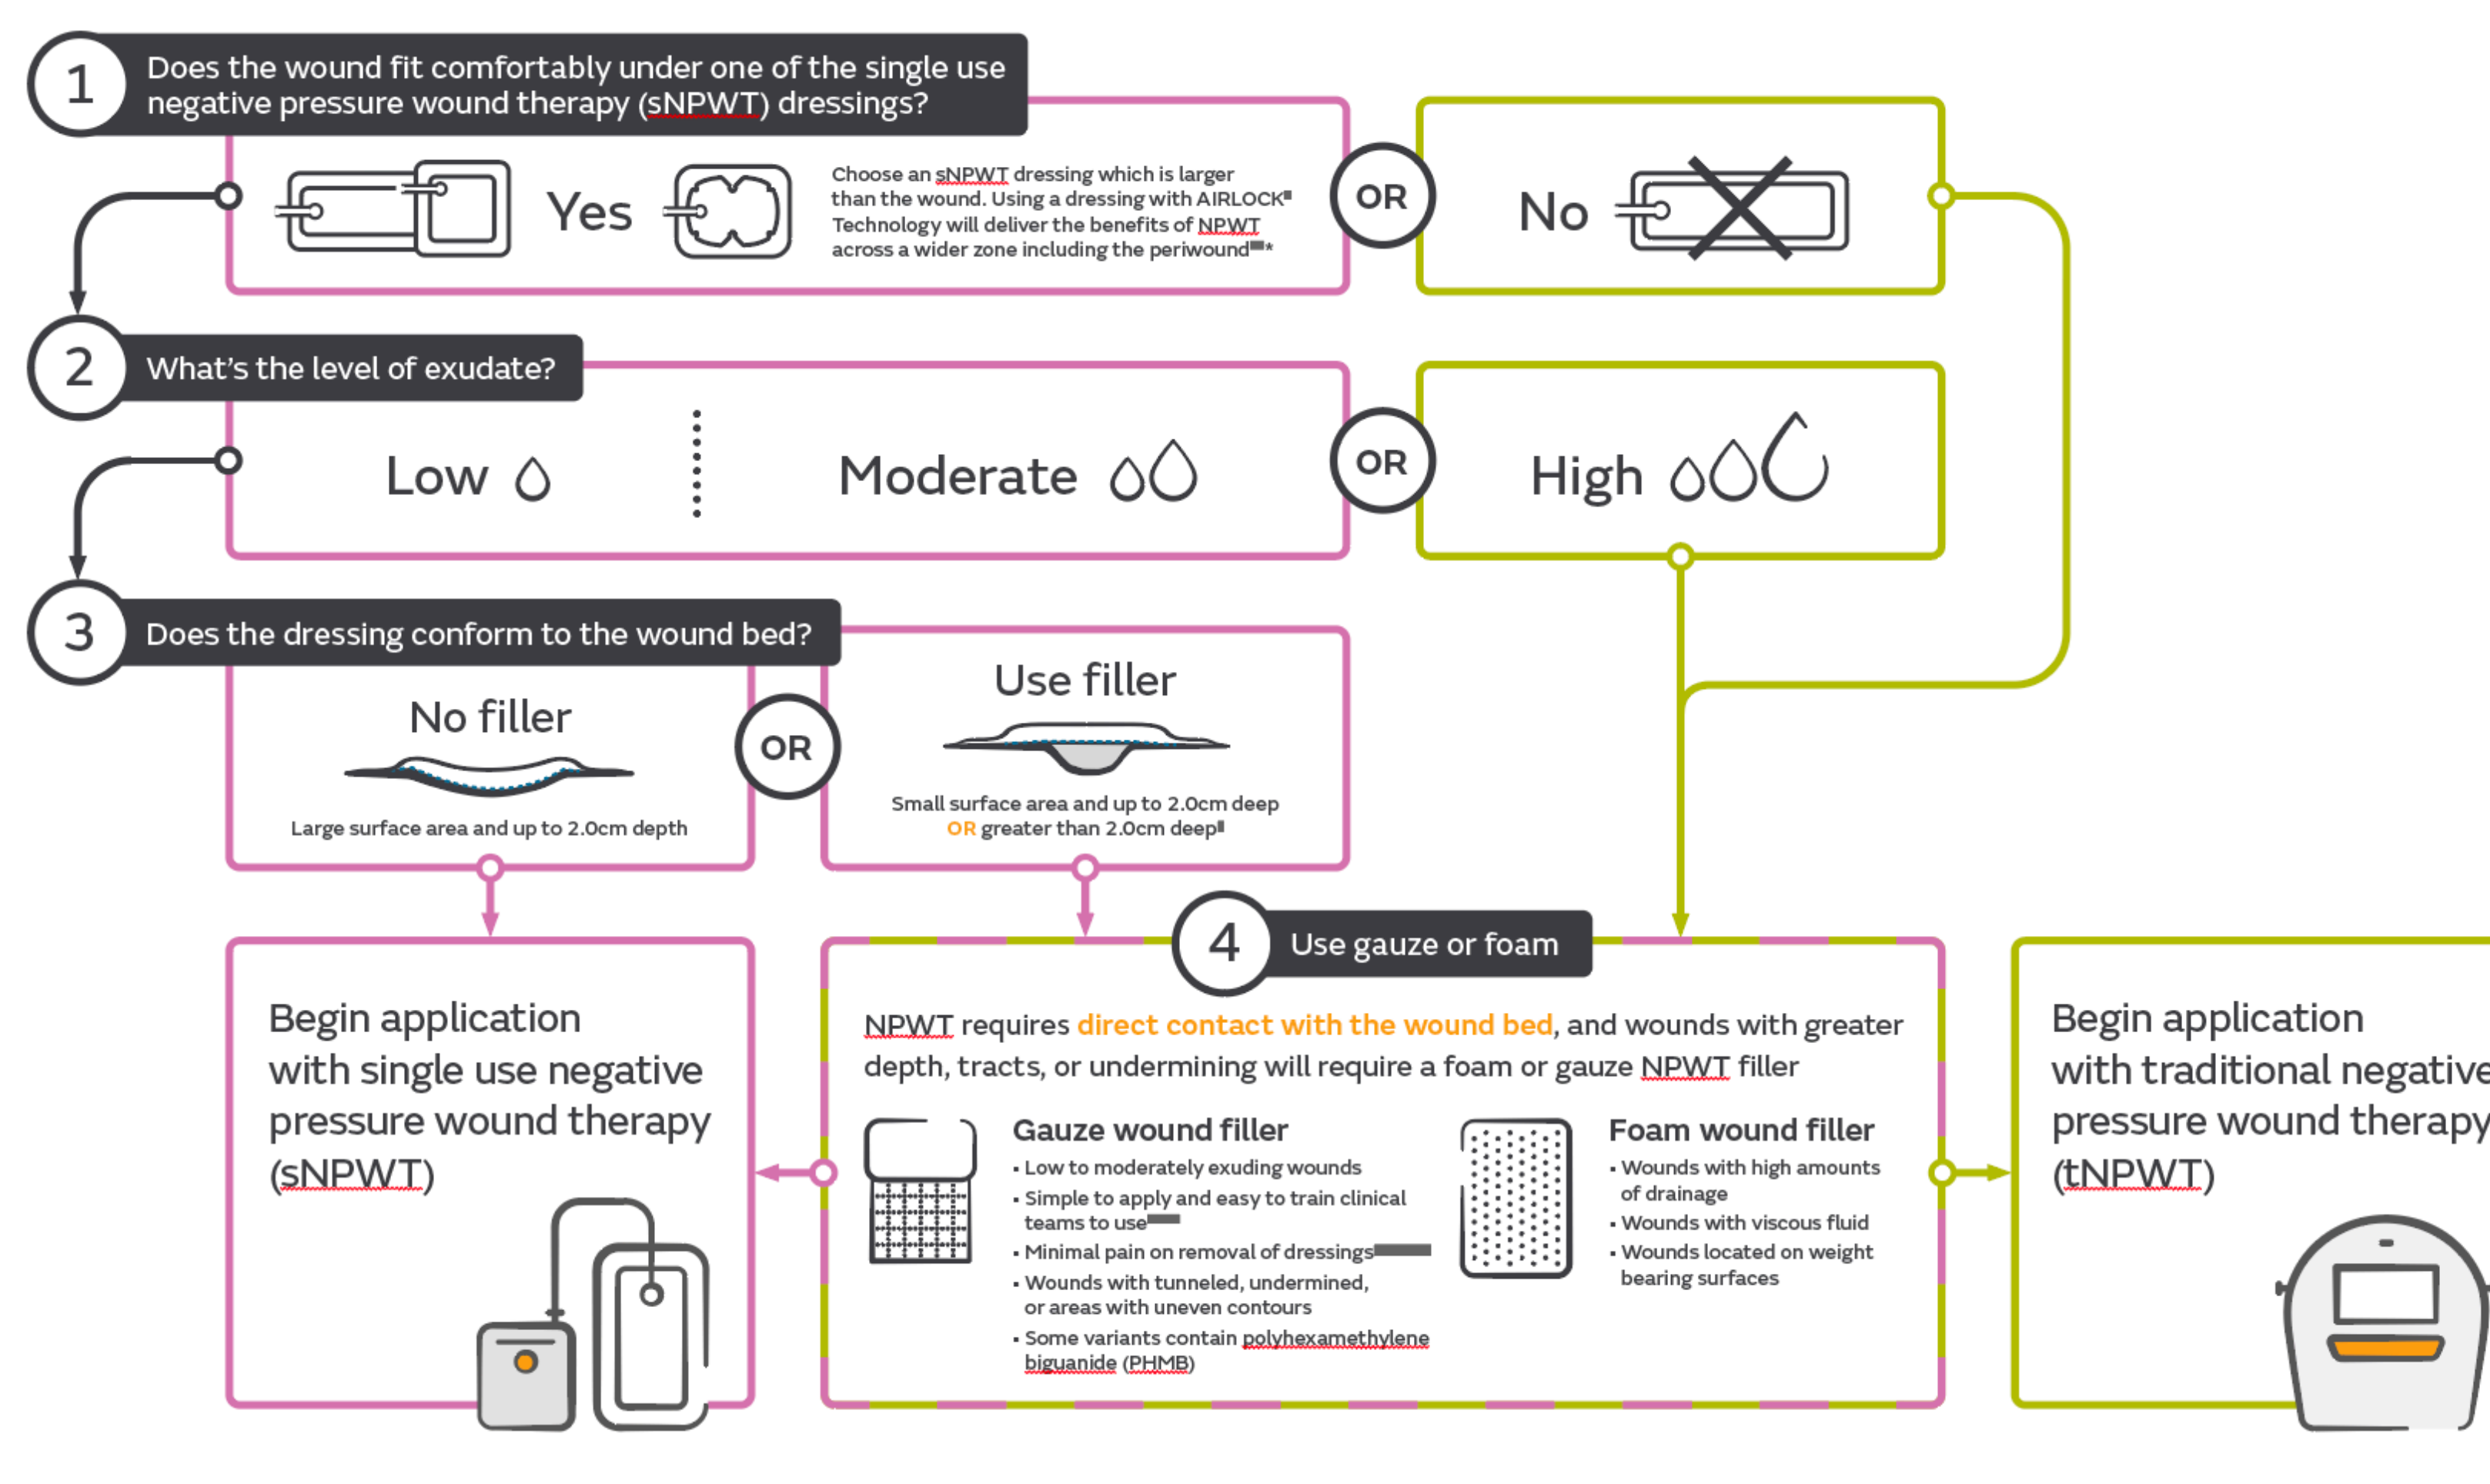 1
Does the wound fit comfortably under one of the single use
negative pressure wound therapy (sNPWT) dressings?
Yes
Choose an sNPWT dressing which is larger
than the wound. Using a dressing with AIRLOCK
Technology will deliver the benefits of NPWT
across a wider zone including the periwound*
OR
No
2
What's the level of exudate?
Low
Moderate
OR
High
3
Does the dressing conform to the wound bed?
No filler
Large surface area and up to 2.0cm depth
OR
Use filler
Small surface area and up to 2.0cm deep
OR greater than 2.0cm deep
Begin application
with single use negative
pressure wound therapy
(sNPWT)
4
Use gauze or foam
NPWT requires direct contact with the wound bed, and wounds with greater
depth, tracts, or undermining will require a foam or gauze NPWT filler
Gauze wound filler
▪ Low to moderately exuding wounds
▪ Simple to apply and easy to train clinical
teams to use
▪ Minimal pain on removal of dressings
▪ Wounds with tunneled, undermined,
or areas with uneven contours
▪ Some variants contain polyhexamethylene
biguanide (PHMB)
Foam wound filler
▪ Wounds with high amounts
of drainage
▪ Wounds with viscous fluid
▪ Wounds located on weight
bearing surfaces
Begin application
with traditional negative
pressure wound therapy
(tNPWT)